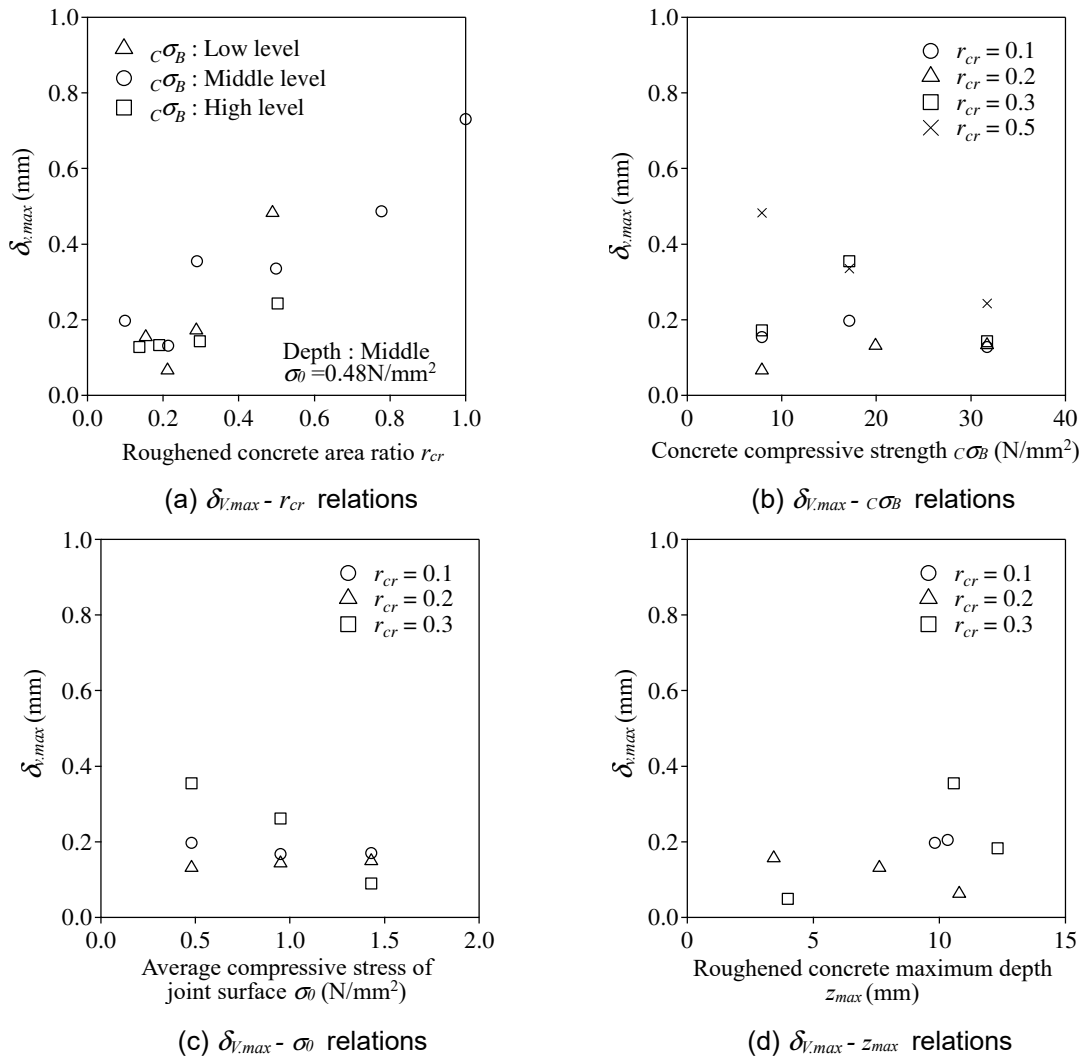 1.0
0.8
0.6
0.4
0.2
0.0
0.0 0.2 0.4 0.6 0.8 1.0
δv.max (mm)
CσB : Low level
CσB : Middle level
CσB : High level
Depth : Middle
σ0 =0.48N/mm2
Roughened concrete area ratio rcr
(a) δV.max - rcr relations
1.0
0.8
0.6
0.4
0.2
0.0
0 10 20 30 40
δv.max (mm)
rcr = 0.1
rcr = 0.2
rcr = 0.3
rcr = 0.5
Concrete compressive strength CσB (N/mm2)
(b) δV.max - CσB relations
1.0
0.8
0.6
0.4
0.2
0.0
0.0 0.5 1.0 1.5 2.0
δv.max (mm)
rcr = 0.1
rcr = 0.2
rcr = 0.3
Average compressive stress of
joint surface σ0 (N/mm2)
(c) δV.max - σ0 relations
1.0
0.8
0.6
0.4
0.2
0.0
0 5 10 15
δv.max (mm)
rcr = 0.1
rcr = 0.2
rcr = 0.3
Roughened concrete maximum depth
zmax (mm)
(d) δV.max - zmax relations